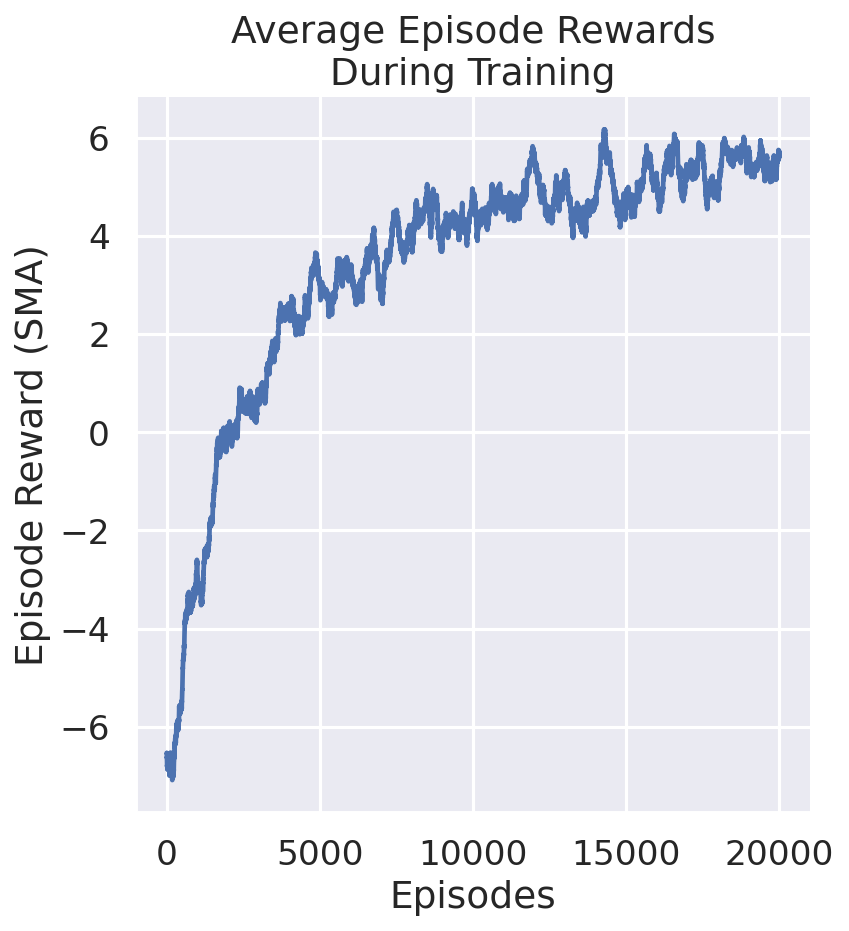 Average Episode Rewards
During Training
Episode Reward (SMA)
6
4
2
0
−2
−4
−6
0 5000 10000 15000 20000
Episodes